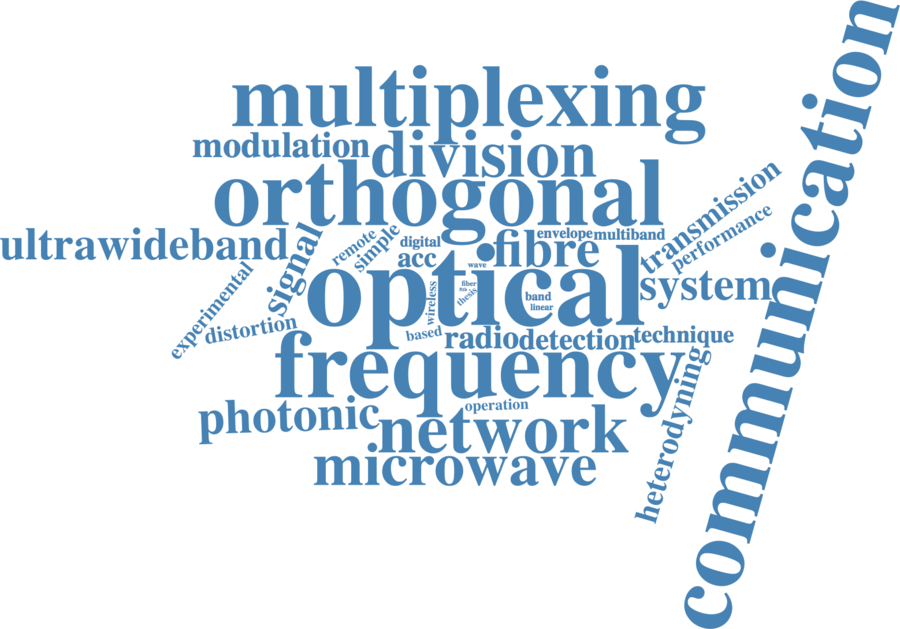 communication
multiplexing
modulation
division
orthogonal
transmission
performance
ultrawideband
signal
remote
simple
digital
acc
envelope
multiband
fibre
wave
optical
system
experimental
distortion
wireless
fiber
thesis
band
linear
based
radio
detection
technique
frequency
heterodyning
operation
photonic
network
microwave